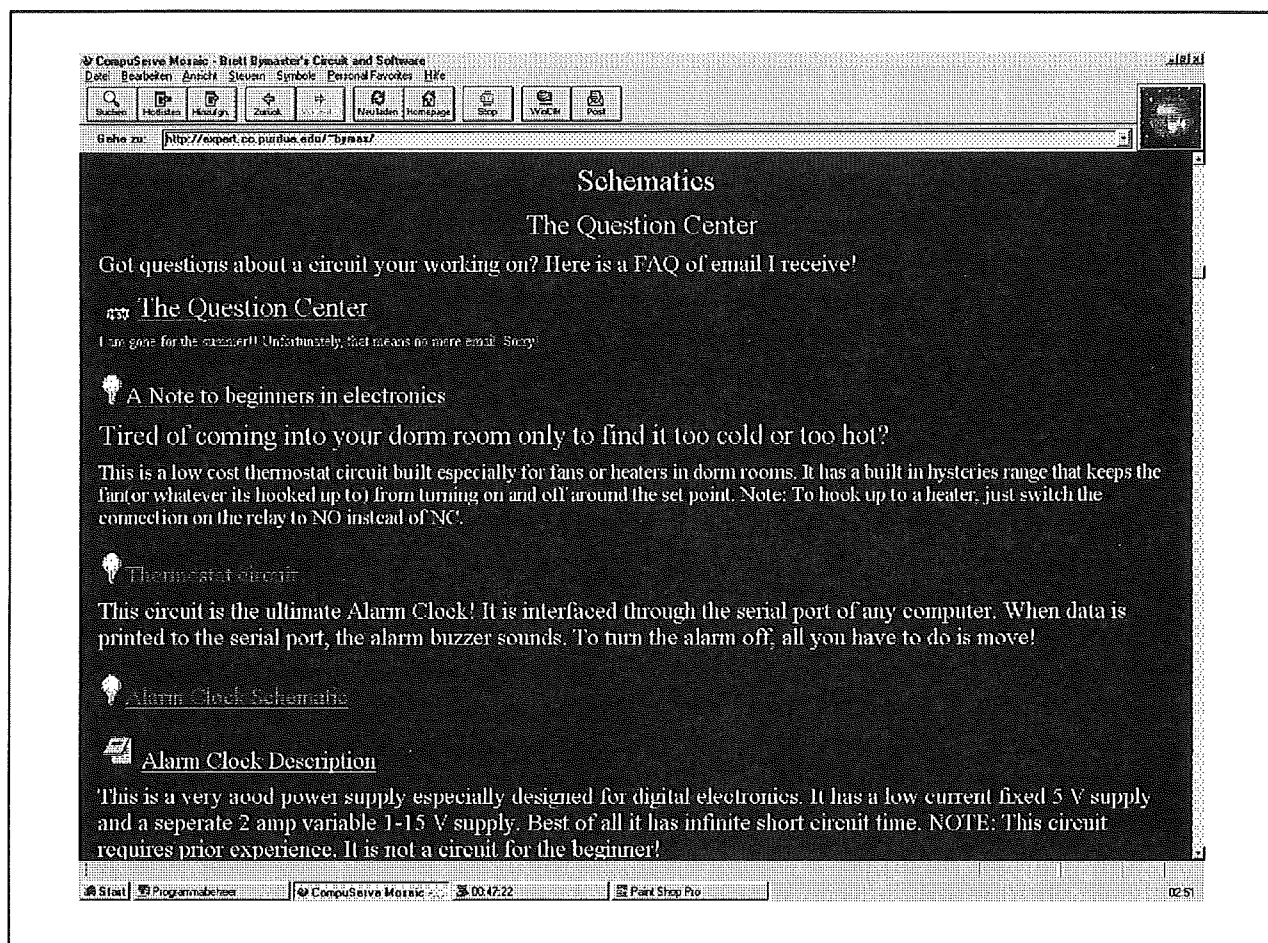 CompuServe Mosaic - Brett Bymaster's Circuit and Software
Datei Bearbeiten Ansicht Steuern Symbole Personal Favorites Hilfe
Suchen Hotlisten Hinzufgn. Zurück Neuladen Homepage Stop WinCIM Post
Gehe zu: http://expert.cc.purdue.edu/~bymas/
Schematics
The Question Center
Got questions about a circuit your working on? Here is a FAQ of email I receive!
The Question Center
I am gone for the summer!! Unfortunately, that means no more email. Sorry!
A Note to beginners in electronics
Tired of coming into your dorm room only to find it too cold or too hot?
This is a low cost thermostat circuit built especially for fans or heaters in dorm rooms. It has a built in hysteries range that keeps the
fan(or whatever its hooked up to) from turning on and off around the set point. Note: To hook up to a heater, just switch the
connection on the relay to NO instead of NC.
Thermostat circuit
This circuit is the ultimate Alarm Clock! It is interfaced through the serial port of any computer. When data is
printed to the serial port, the alarm buzzer sounds. To turn the alarm off, all you have to do is move!
Alarm Clock Schematic
Alarm Clock Description
This is a very good power supply especially designed for digital electronics. It has a low current fixed 5 V supply
and a seperate 2 amp variable 1-15 V supply. Best of all it has infinite short circuit time. NOTE: This circuit
requires prior experience. It is not a circuit for the beginner!
Start Programmabeheer CompuServe Mosaic -... 00:47:22 Paint Shop Pro 02:51